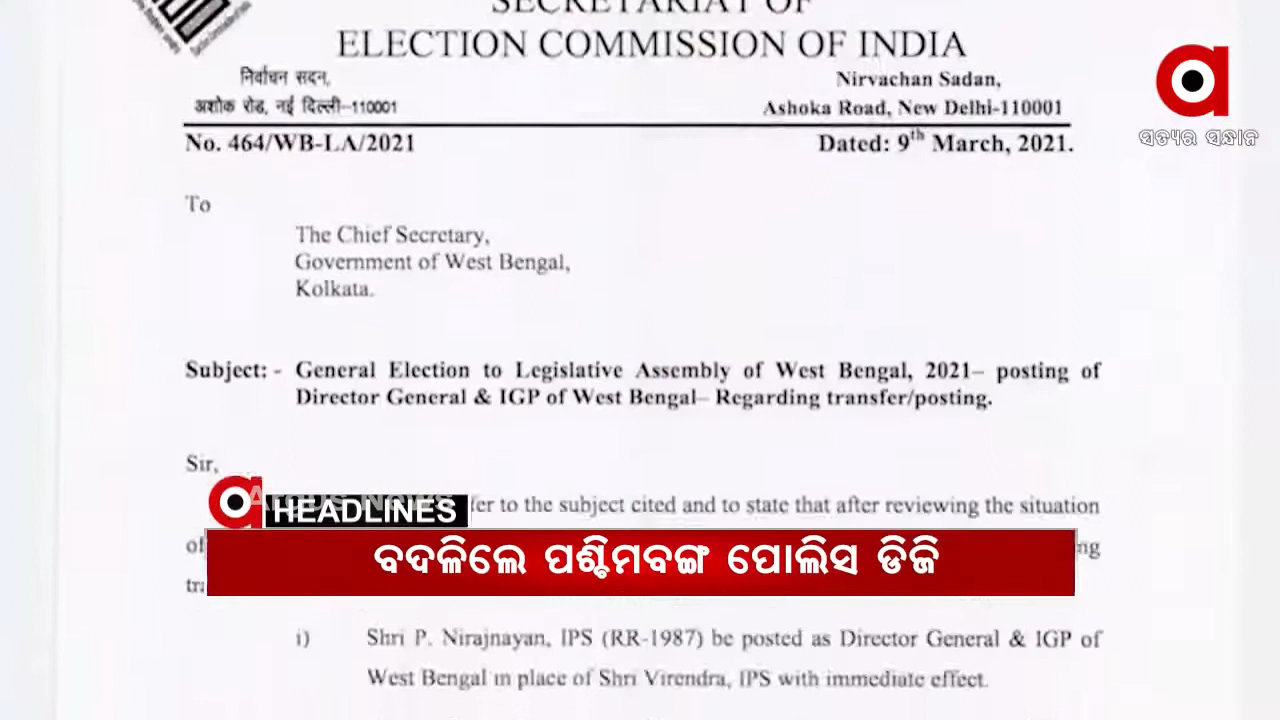 SECRETARIAT OF
ELECTION COMMISSION OF INDIA
निर्वाचन सदन,
अशोक रोड, नई दिल्ली–110001
Nirvachan Sadan,
Ashoka Road, New Delhi-110001
ସତ୍ୟର ସନ୍ଧାନ
No. 464/WB-LA/2021
Dated: 9th March, 2021.
To
The Chief Secretary,
Government of West Bengal,
Kolkata.
Subject: - General Election to Legislative Assembly of West Bengal, 2021– posting of
Director General & IGP of West Bengal– Regarding transfer/posting.
Sir,
to the subject cited and to state that after reviewing the situation
HEADLINES
ବଦଳିଲେ ପଶ୍ଚିମବଙ୍ଗ ପୋଲିସ ଡିଜି
i) Shri P. Nirajnayan, IPS (RR-1987) be posted as Director General & IGP of
West Bengal in place of Shri Virendra, IPS with immediate effect.